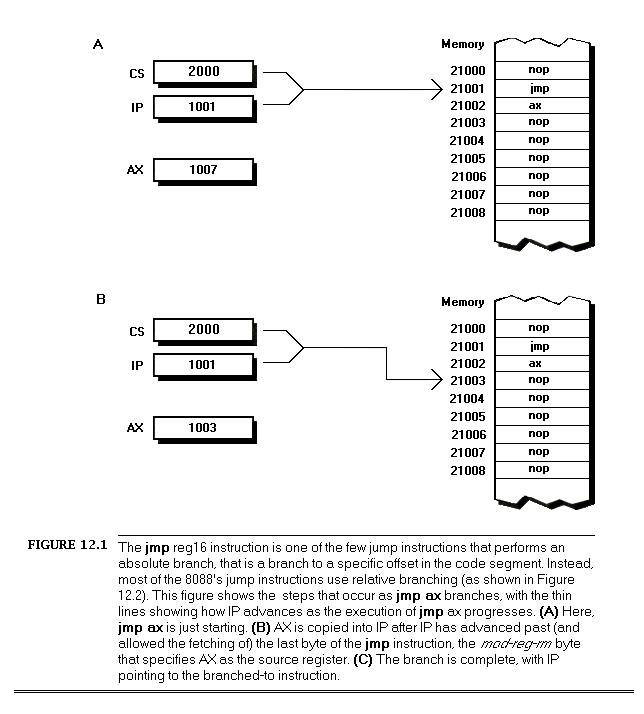 A
Memory
CS 2000
IP 1001
AX 1007
21000 nop
21001 jmp
21002 ax
21003 nop
21004 nop
21005 nop
21006 nop
21007 nop
21008 nop
B
Memory
CS 2000
IP 1001
AX 1003
21000 nop
21001 jmp
21002 ax
21003 nop
21004 nop
21005 nop
21006 nop
21007 nop
21008 nop
FIGURE 12.1 The jmp reg16 instruction is one of the few jump instructions that performs an
absolute branch, that is a branch to a specific offset in the code segment. Instead,
most of the 8088's jump instructions use relative branching (as shown in Figure
12.2). This figure shows the steps that occur as jmp ax branches, with the thin
lines showing how IP advances as the execution of jmp ax progresses. (A) Here,
jmp ax is just starting. (B) AX is copied into IP after IP has advanced past (and
allowed the fetching of) the last byte of the jmp instruction, the mod-reg-rm byte
that specifies AX as the source register. (C) The branch is complete, with IP
pointing to the branched-to instruction.